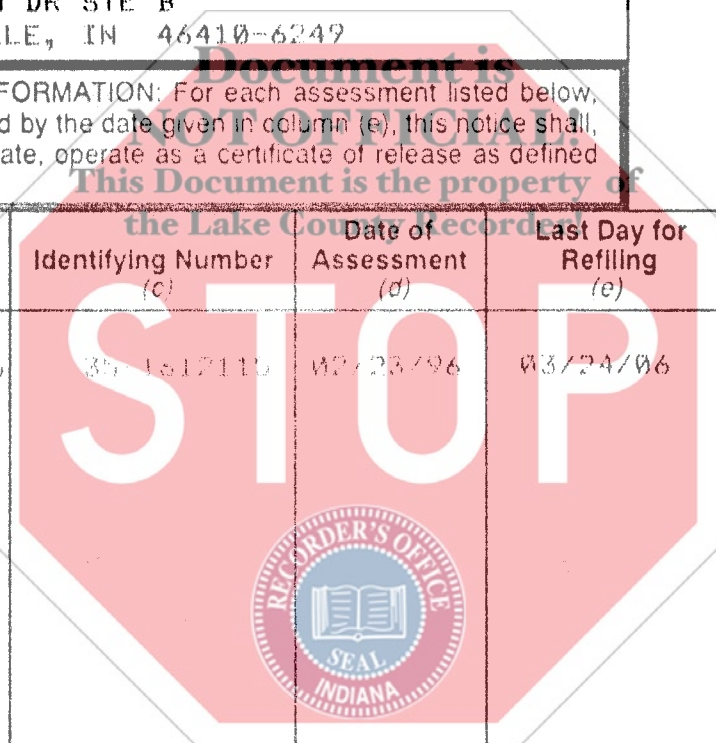 DR STE B
LE, IN 46410-6249
Document is
FORMATION: For each assessment listed below,
NOT OFFICIAL!
d by the date given in column (e), this notice shall,
ate, operate as a certificate of release as defined
This Document is the property of
the Lake County Recorder!
Identifying Number
(c)
Date of
Assessment
(d)
Last Day for
Refiling
(e)
02/23/96
03/24/06
STOP
RECORDER'S OFFICE
SEAL
INDIANA